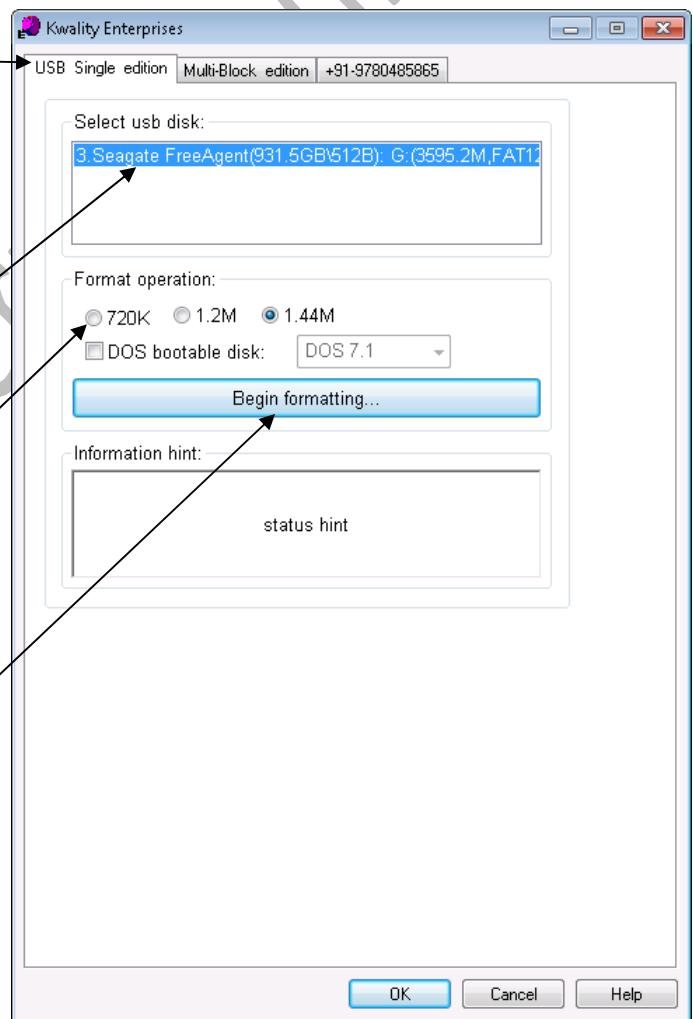 Kwality Enterprises
USB Single edition Multi-Block edition +91-9780485865
Select usb disk:
3.Seagate FreeAgent(931.5GB\512B): G:(3595.2M,FAT12
Format operation:
720K 1.2M 1.44M
DOS bootable disk: DOS 7.1
Begin formatting...
Information hint:
status hint
OK Cancel Help